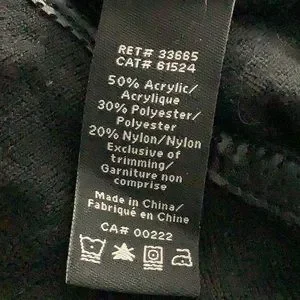 RET# 33665
CAT# 61524
50% Acrylic/
Acrylique
30% Polyester/
Polyester
20% Nylon/Nylon
Exclusive of
trimming/
Garniture non
comprise
Made in China/
Fabriqué en Chine
CA# 00222